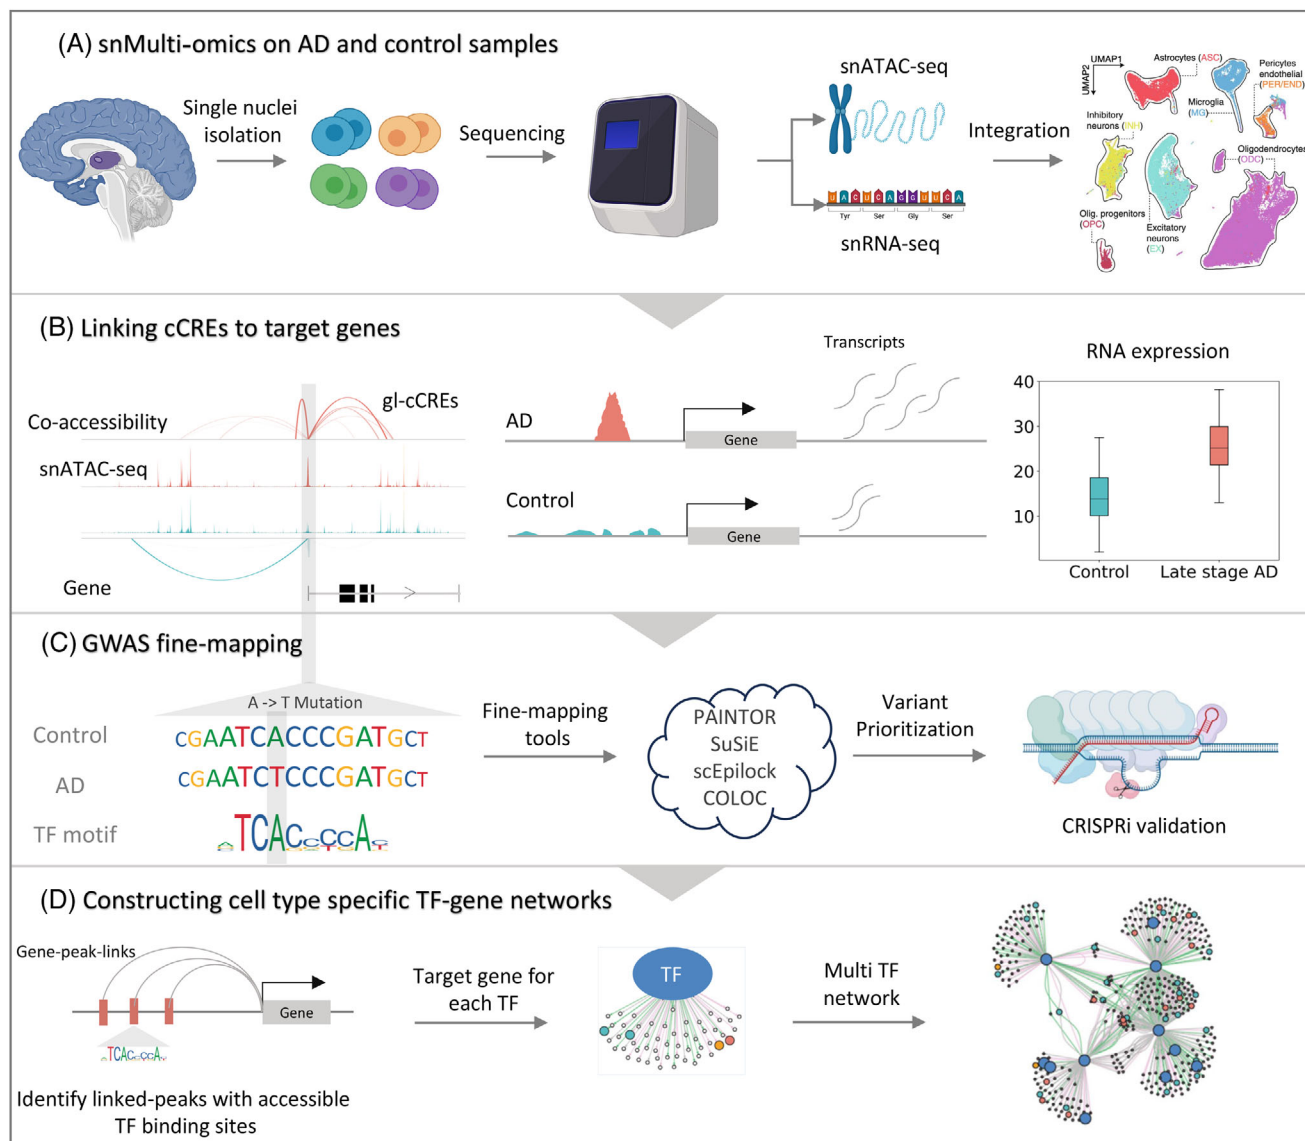 (A) snMulti-omics on AD and control samples
Single nuclei
isolation
Sequencing
snATAC-seq
U A C U C A G G U U C A
Tyr Ser Gly Ser
snRNA-seq
Integration
UMAP1
UMAP2
Astrocytes (ASC)
Pericytes
endothelial
(PER/END)
Microglia
(MG)
Inhibitory
neurons (INH)
Oligodendrocytes
(ODC)
Olig. progenitors
(OPC)
Excitatory
neurons
(EX)
(B) Linking cCREs to target genes
gl-cCREs
Co-accessibility
snATAC-seq
Gene
Transcripts
AD
Gene
Control
Gene
RNA expression
40
30
20
10
Control Late stage AD
(C) GWAS fine-mapping
A -> T Mutation
Control
CGAATCACCCGATGCT
AD
CGAATCTCCCGATGCT
TF motif
TCACCCCA
Fine-mapping
tools
PAINTOR
SuSiE
scEpilock
COLOC
Variant
Prioritization
CRISPRi validation
(D) Constructing cell type specific TF-gene networks
Gene-peak-links
Gene
TCACCCCA
Identify linked-peaks with accessible
TF binding sites
Target gene for
each TF
TF
Multi TF
network